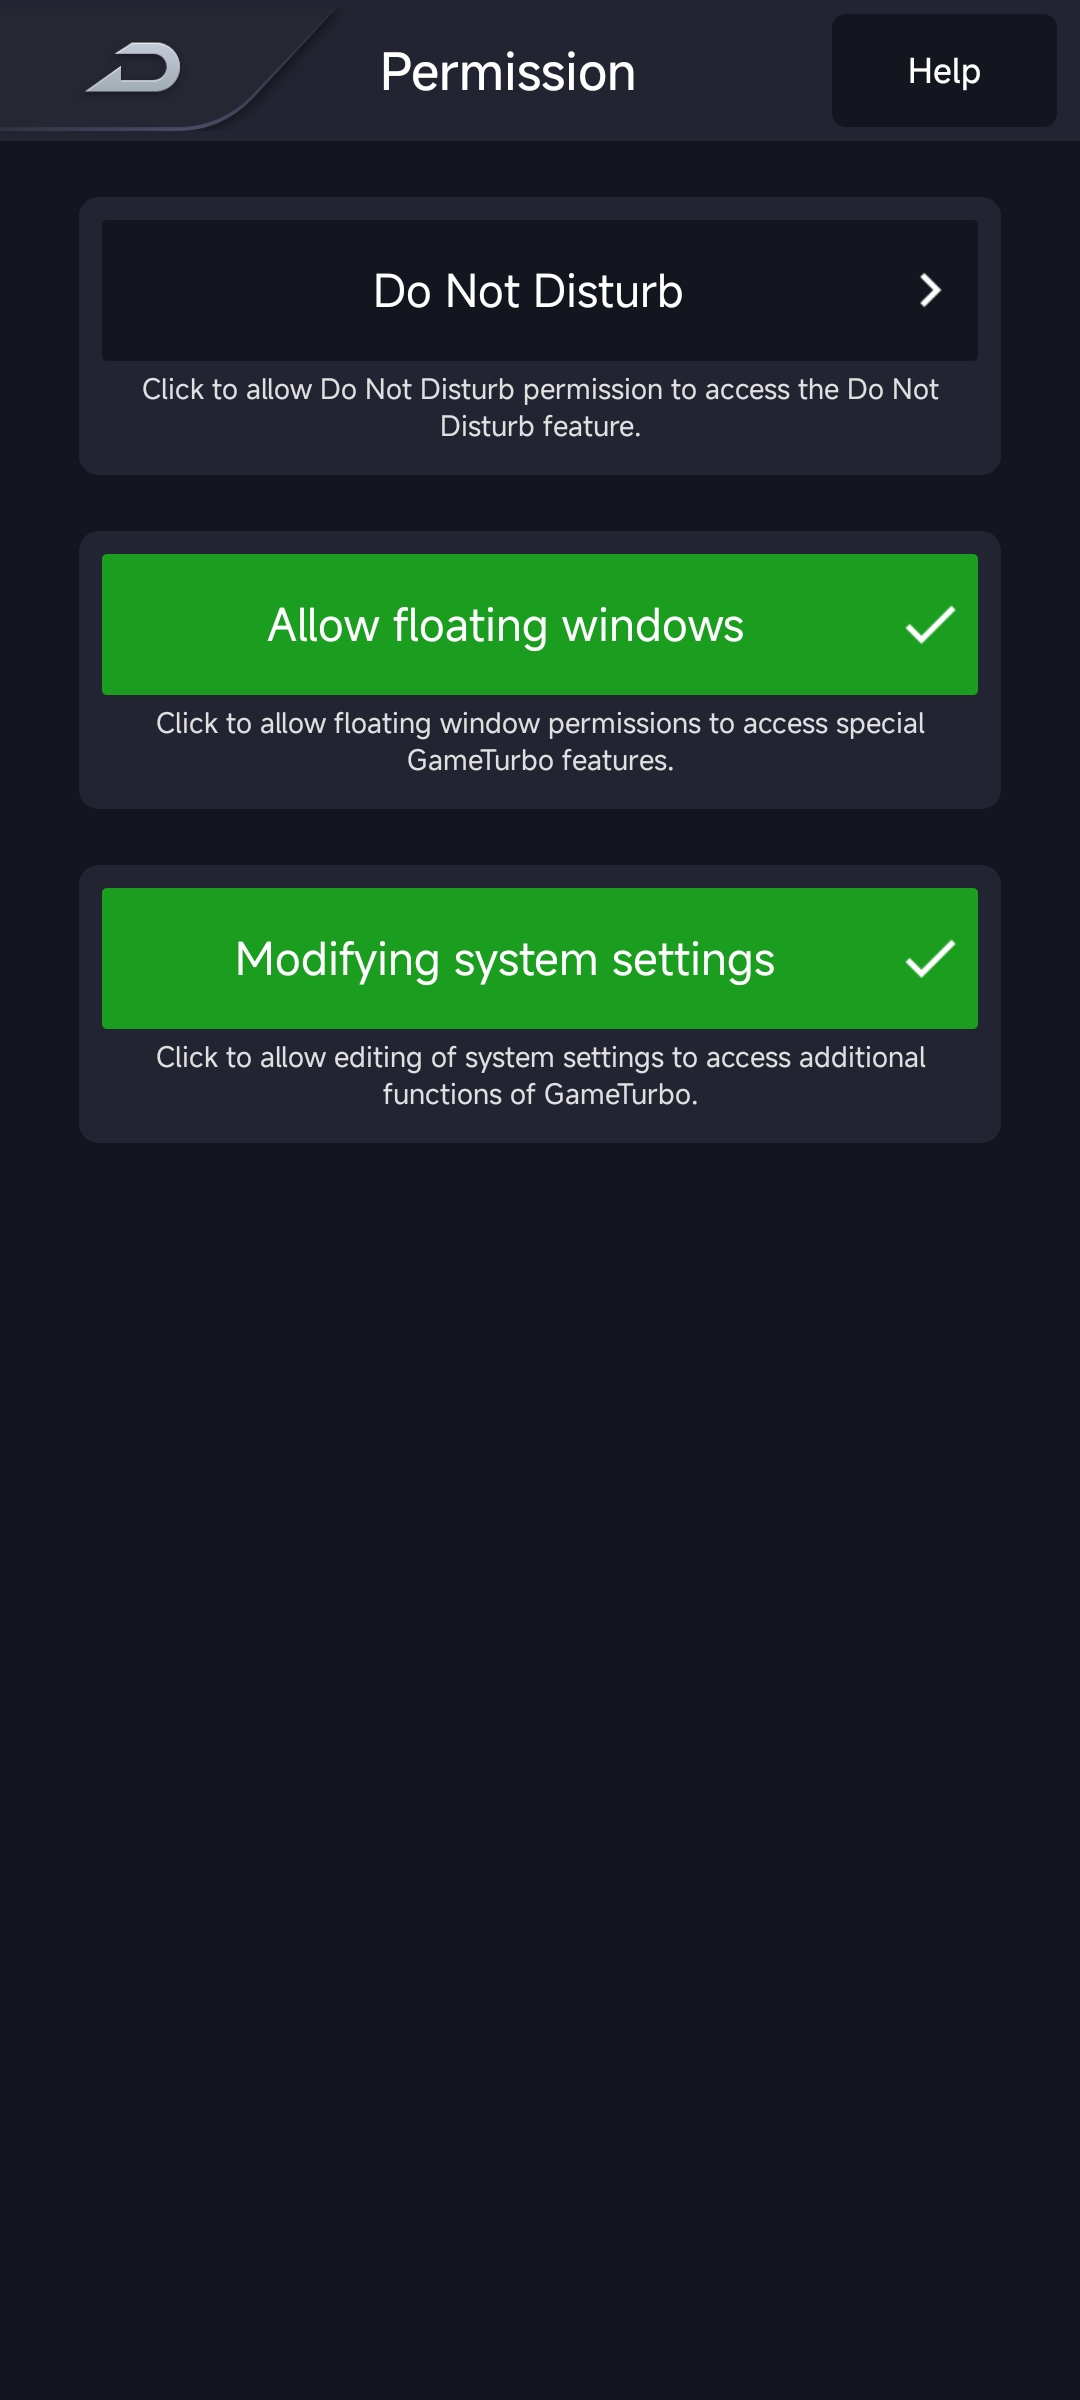 Permission
Help
Do Not Disturb
Click to allow Do Not Disturb permission to access the Do Not
Disturb feature.
Allow floating windows
Click to allow floating window permissions to access special
GameTurbo features.
Modifying system settings
Click to allow editing of system settings to access additional
functions of GameTurbo.